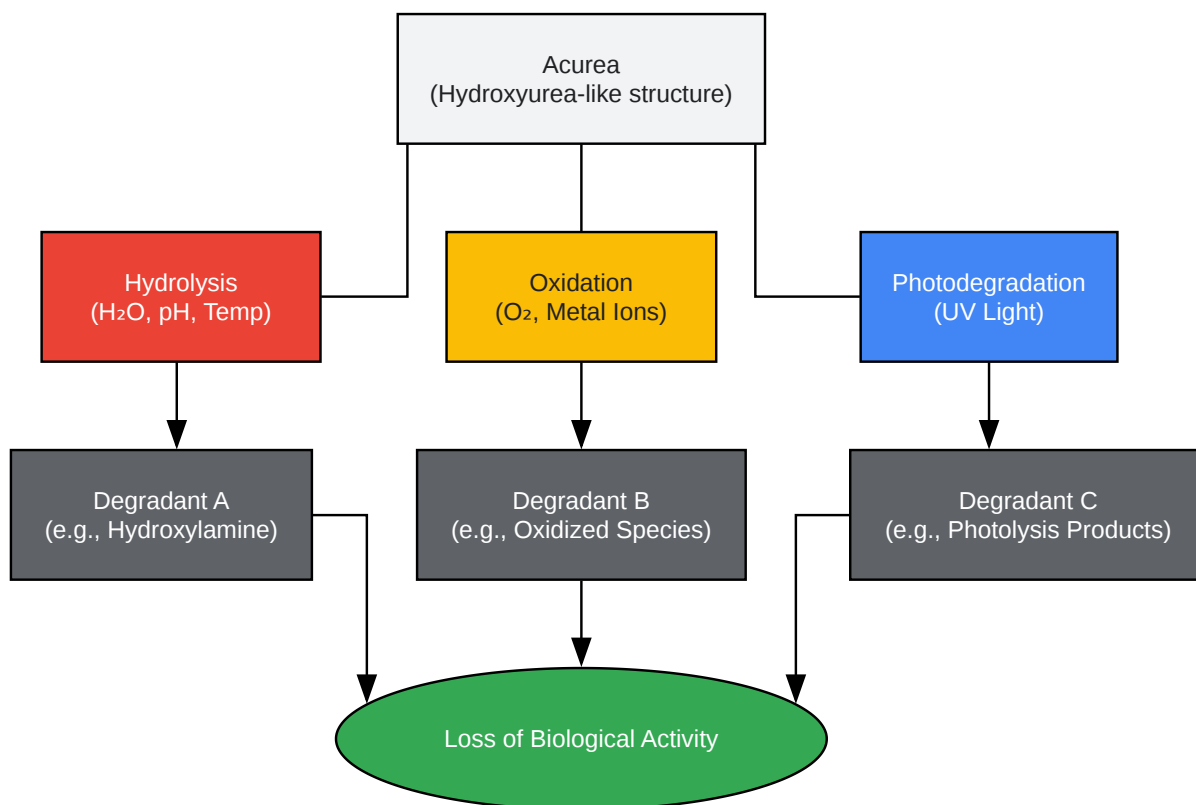 Acurea
(Hydroxyurea-like structure)
Hydrolysis
(H₂O, pH, Temp)
Oxidation
(O₂, Metal Ions)
Photodegradation
(UV Light)
Degradant A
(e.g., Hydroxylamine)
Degradant B
(e.g., Oxidized Species)
Degradant C
(e.g., Photolysis Products)
Loss of Biological Activity